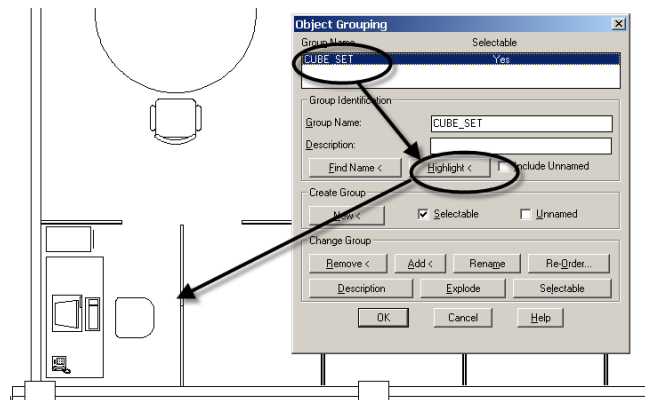 Object Grouping
Group Name Selectable
CUBE_SET Yes
Group Identification
Group Name: CUBE_SET
Description:
Find Name < Highlight < Include Unnamed
Create Group
New < Selectable Unnamed
Change Group
Remove < Add < Rename Re-Order...
Description Explode Selectable
OK Cancel Help